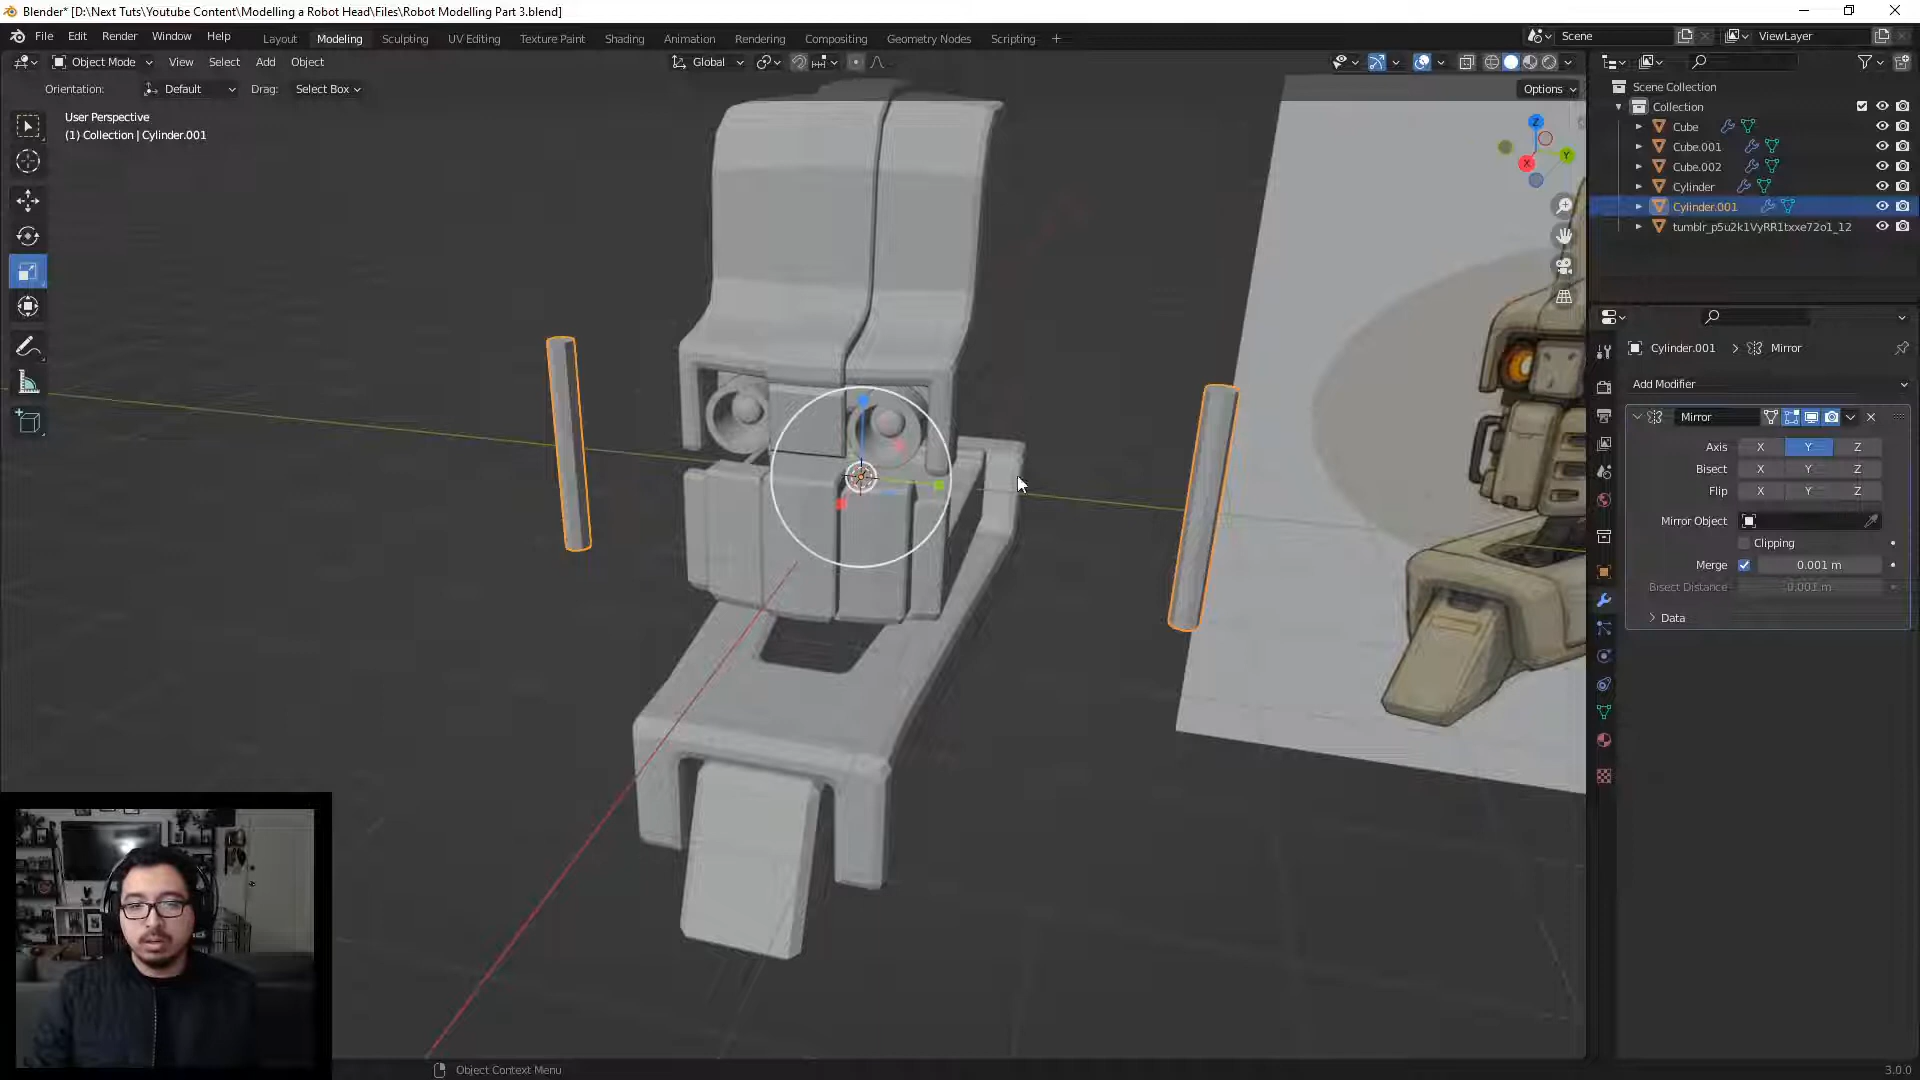 Blender* [D:\Next Tuts\Youtube Content\Modelling a Robot Head\Files\Robot Modelling Part 3.blend]
File Edit Render Window Help
Layout Modeling Sculpting UV Editing Texture Paint Shading Animation Rendering Compositing Geometry Nodes Scripting +
Scene
ViewLayer
Object Mode View Select Add Object
Global
Orientation: Default Drag: Select Box
Options
User Perspective
(1) Collection | Cylinder.001
Z
Y
X
Scene Collection
Collection
Cube
Cube.001
Cube.002
Cylinder
Cylinder.001
tumblr_p5u2k1VyRR1txxe72o1_12
Cylinder.001 > Mirror
Add Modifier
Mirror
Axis X Y Z
Bisect X Y Z
Flip X Y Z
Mirror Object
Clipping
Merge 0.001 m
Bisect Distance 0.001 m
Data
Object Context Menu
3.0.0